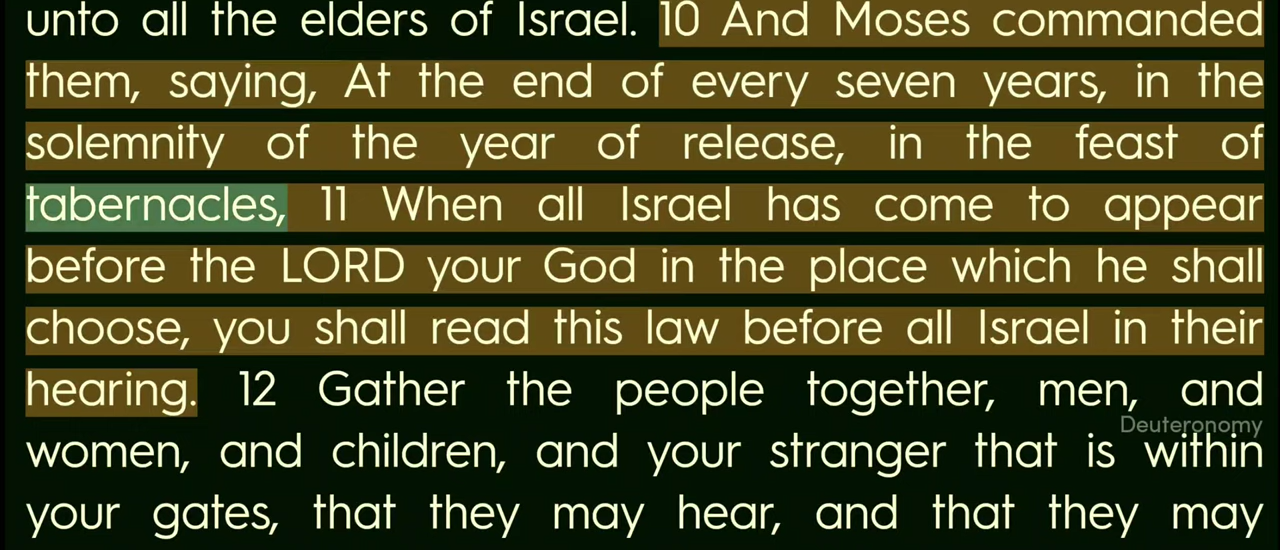 unto all the elders of Israel. 10 And Moses commanded
them, saying, At the end of every seven years, in the
solemnity of the year of release, in the feast of
tabernacles, 11 When all Israel has come to appear
before the LORD your God in the place which he shall
choose, you shall read this law before all Israel in their
hearing. 12 Gather the people together, men, and
Deuteronomy
women, and children, and your stranger that is within
your gates, that they may hear, and that they may